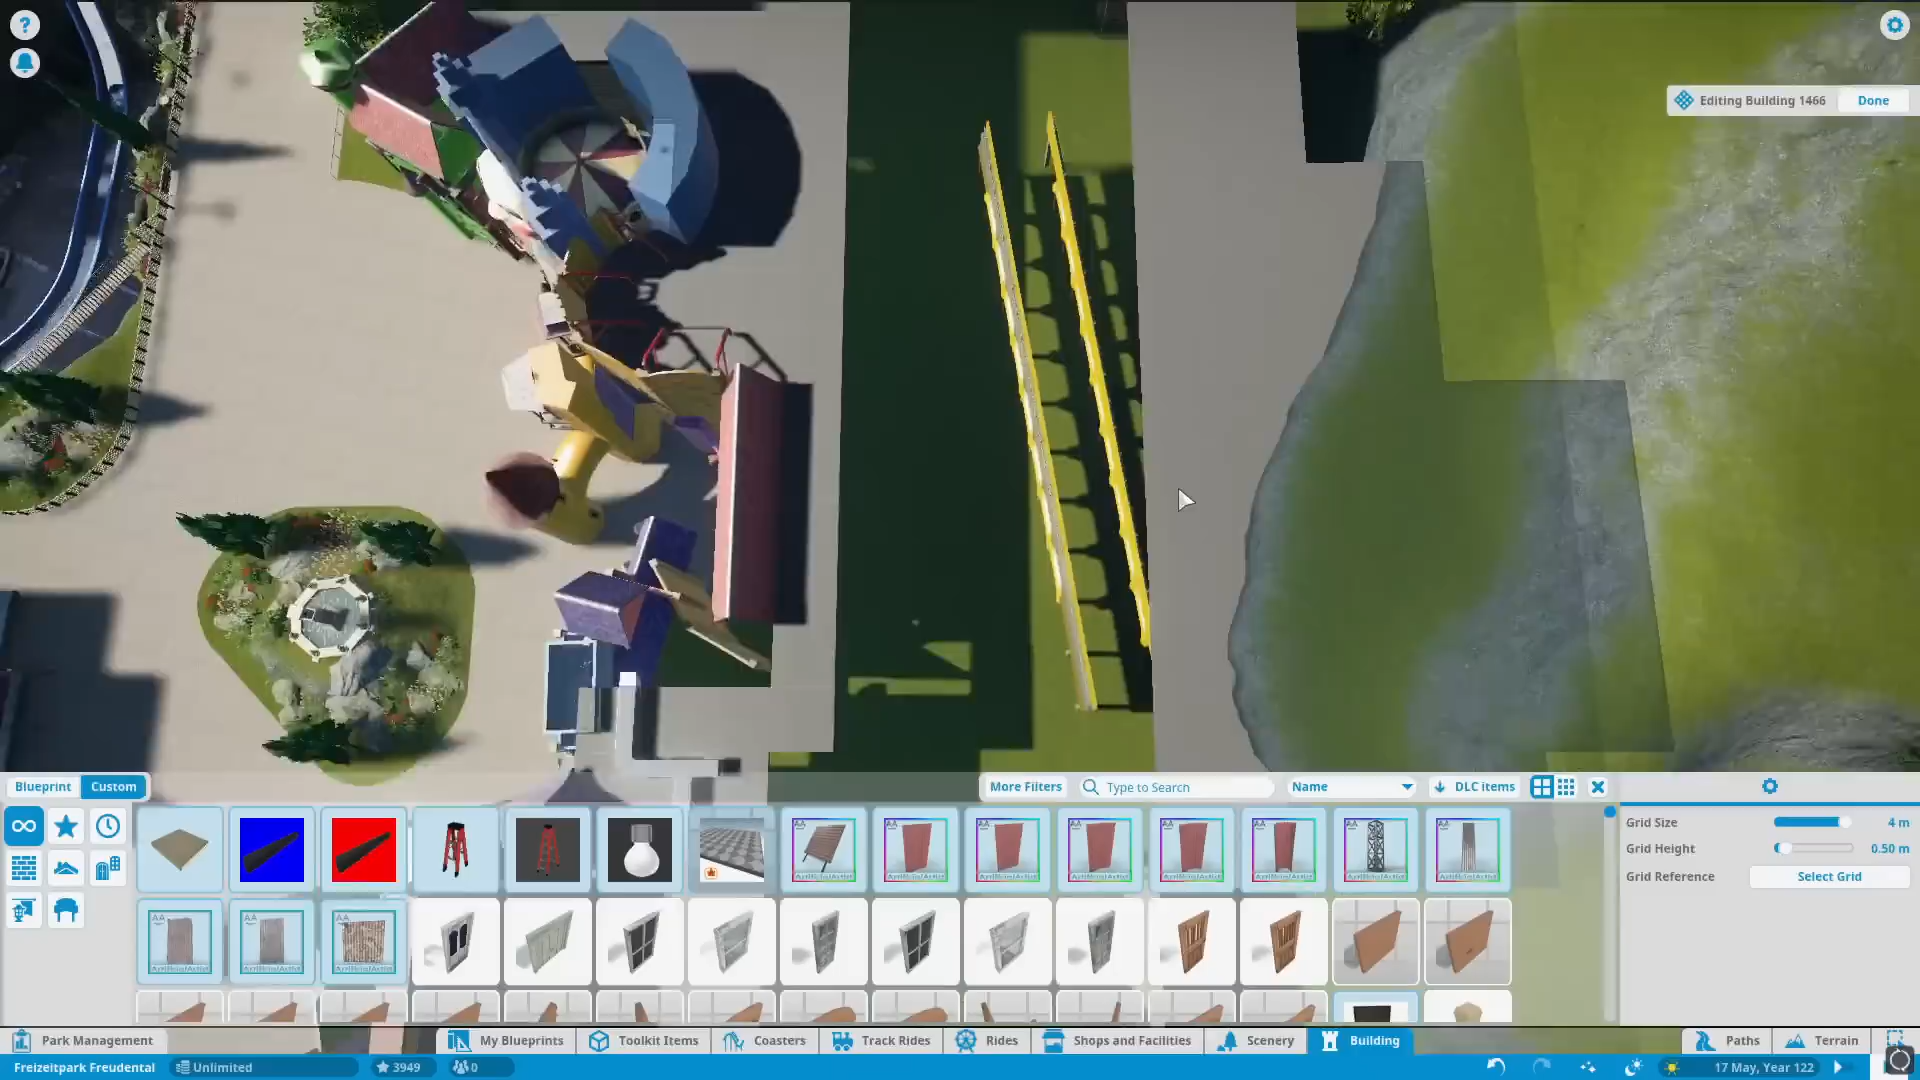 Editing Building 1466
Done
Blueprint
Custom
More Filters
Type to Search
Name
DLC items
Grid Size
4 m
Grid Height
0.50 m
Grid Reference
Select Grid
Park Management
My Blueprints
Toolkit Items
Coasters
Track Rides
Rides
Shops and Facilities
Scenery
Building
Paths
Terrain
Freizeitpark Freudental
Unlimited
3949
0
17 May, Year 122